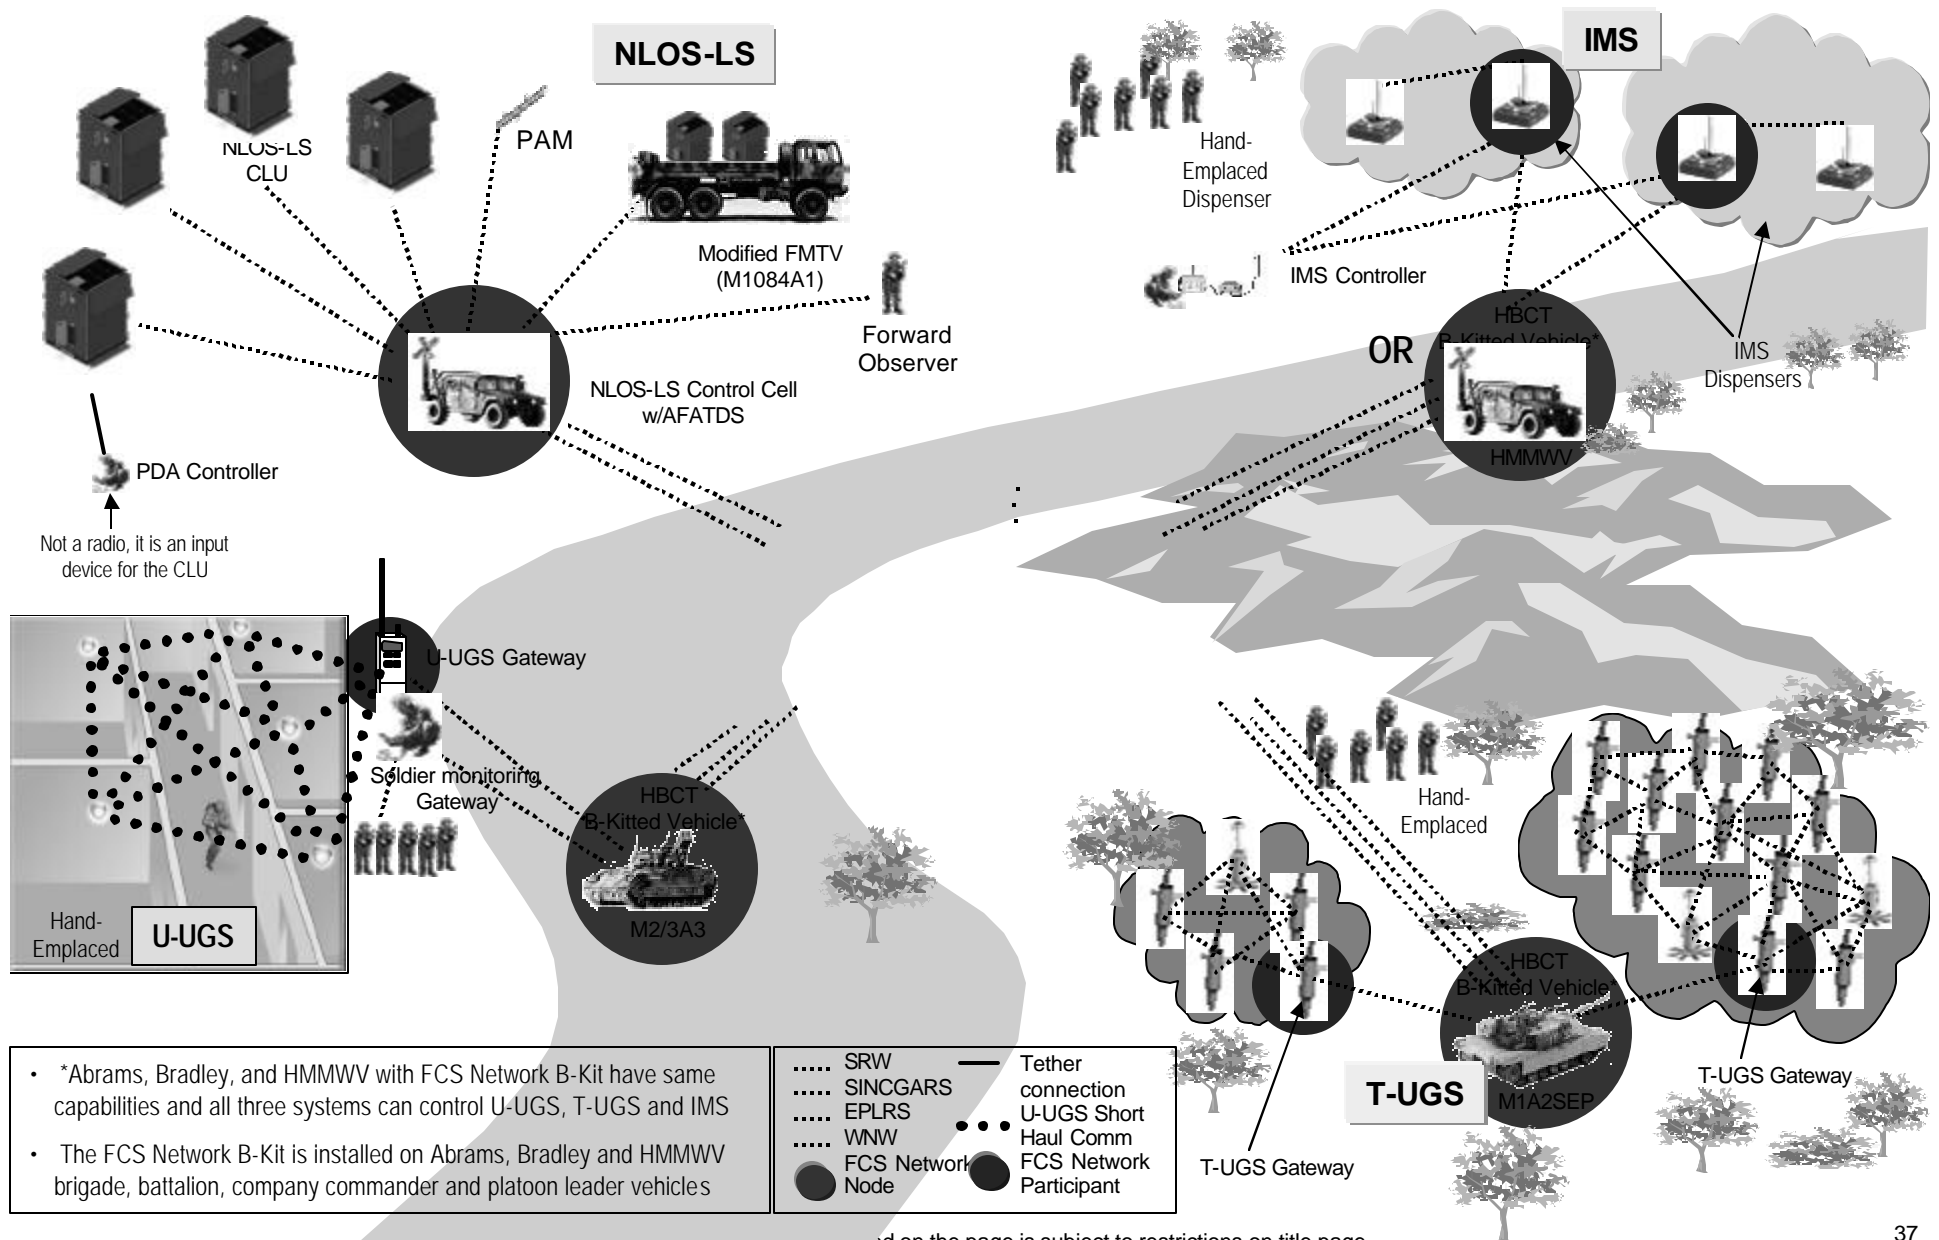 NLOS-LS
NLOS-LS
CLU
PAM
Modified FMTV
(M1084A1)
Forward
Observer
NLOS-LS Control Cell
w/AFATDS
PDA Controller
Not a radio, it is an input
device for the CLU
IMS
Hand-
Emplaced
Dispenser
IMS Controller
OR
HBCT
B-Kitted Vehicle*
HMMWV
IMS
Dispensers
U-UGS Gateway
Soldier monitoring
Gateway
Hand-
Emplaced
U-UGS
HBCT
B-Kitted Vehicle*
M2/3A3
Hand-
Emplaced
HBCT
B-Kitted Vehicle*
M1A2SEP
T-UGS
T-UGS Gateway
T-UGS Gateway
• *Abrams, Bradley, and HMMWV with FCS Network B-Kit have same
capabilities and all three systems can control U-UGS, T-UGS and IMS
• The FCS Network B-Kit is installed on Abrams, Bradley and HMMWV
brigade, battalion, company commander and platoon leader vehicles
SRW
SINCGARS
EPLRS
WNW
FCS Network
Node
Tether
connection
U-UGS Short
Haul Comm
FCS Network
Participant
on the page is subject to restrictions on title page
37